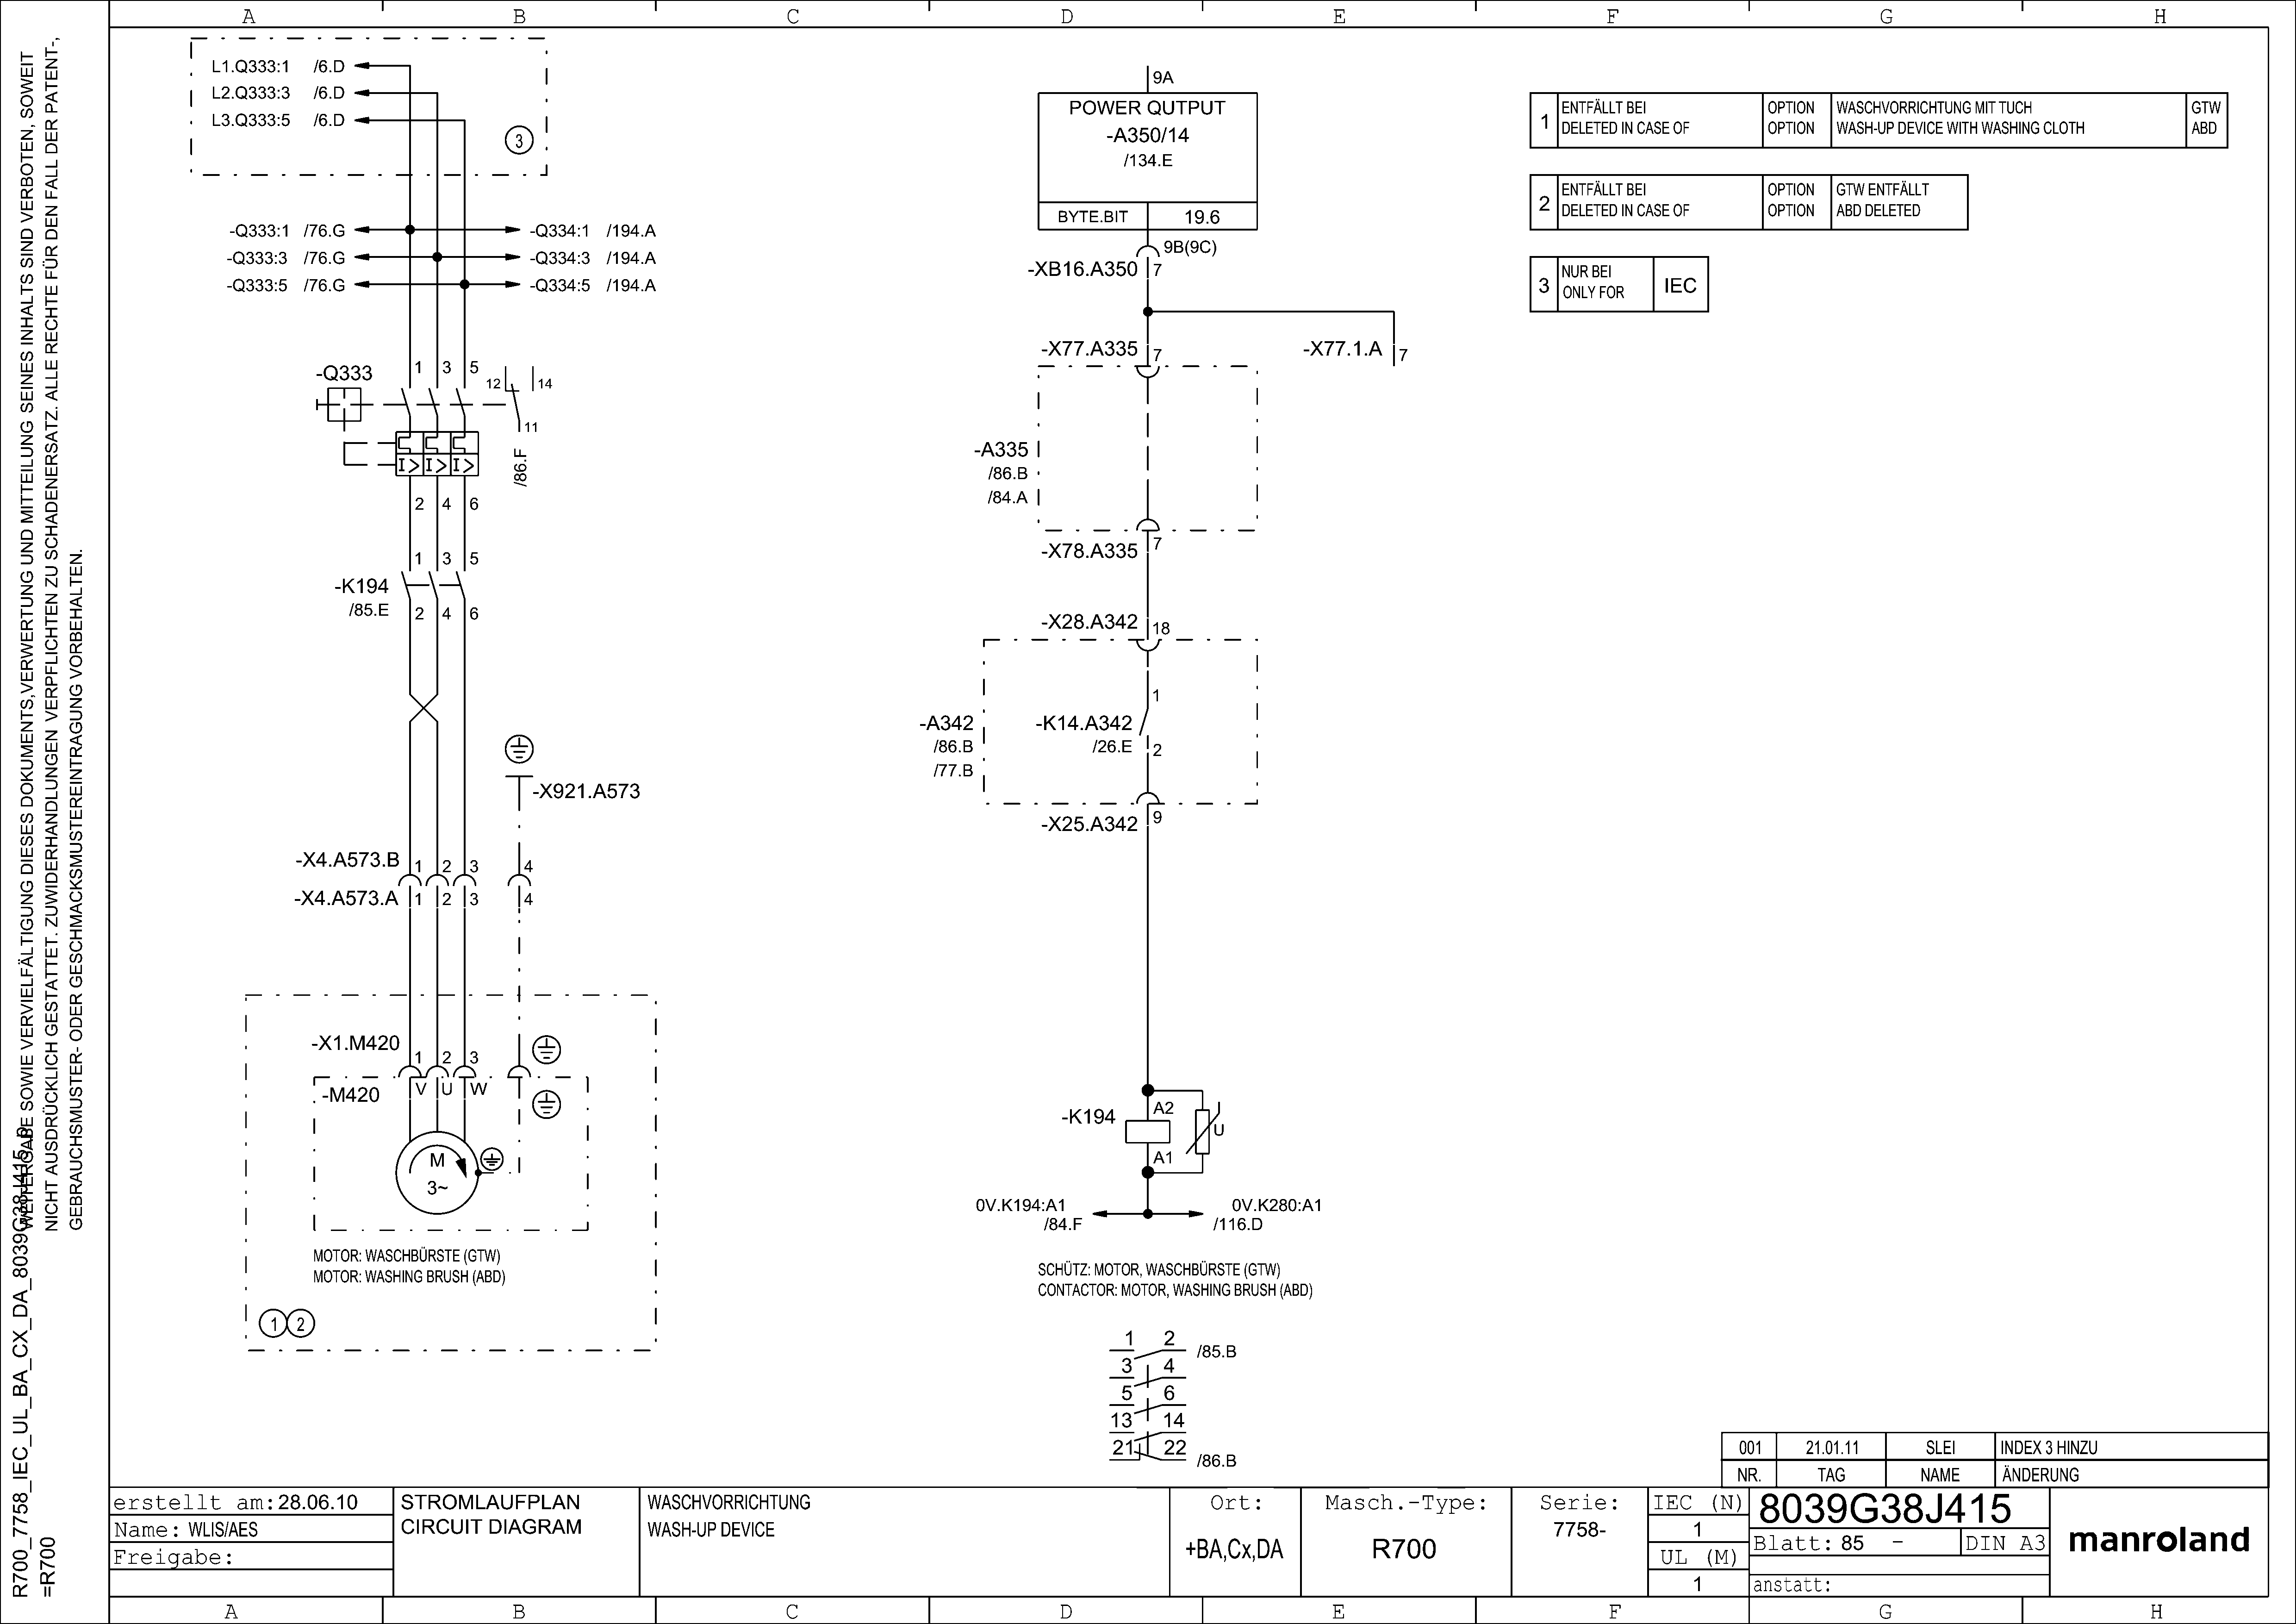 A B C D E F G H
L1.Q333:1 /6.D
L2.Q333:3 /6.D
L3.Q333:5 /6.D
3
-Q333:1 /76.G -Q334:1 /194.A
-Q333:3 /76.G -Q334:3 /194.A
-Q333:5 /76.G -Q334:5 /194.A
-Q333
1 3 5
12 14
11
/86.F
I> I> I>
2 4 6
1 3 5
-K194
/85.E
2 4 6
-X921.A573
-X4.A573.B 1 2 3 4
-X4.A573.A 1 2 3 4
-X1.M420 1 2 3
-M420 V U W
M
3~
MOTOR: WASCHBÜRSTE (GTW)
MOTOR: WASHING BRUSH (ABD)
1 2
9A
POWER QUTPUT
-A350/14
/134.E
BYTE.BIT 19.6
9B(9C)
-XB16.A350 7
-X77.A335 7
-X77.1.A 7
-A335
/86.B
/84.A
-X78.A335 7
-X28.A342 18
1
-A342 -K14.A342
/86.B /26.E 2
/77.B
-X25.A342 9
-K194 A2
U
A1
0V.K194:A1 0V.K280:A1
/84.F /116.D
SCHÜTZ: MOTOR, WASCHBÜRSTE (GTW)
CONTACTOR: MOTOR, WASHING BRUSH (ABD)
1 2 /85.B
3 4
5 6
13 14
21 22 /86.B
1 ENTFÄLLT BEI OPTION WASCHVORRICHTUNG MIT TUCH GTW
DELETED IN CASE OF OPTION WASH-UP DEVICE WITH WASHING CLOTH ABD
2 ENTFÄLLT BEI OPTION GTW ENTFÄLLT
DELETED IN CASE OF OPTION ABD DELETED
3 NUR BEI IEC
ONLY FOR
001 21.01.11 SLEI INDEX 3 HINZU
NR. TAG NAME ÄNDERUNG
erstellt am: 28.06.10
Name: WLIS/AES
Freigabe:
STROMLAUFPLAN
CIRCUIT DIAGRAM
WASCHVORRICHTUNG
WASH-UP DEVICE
Ort:
+BA,Cx,DA
Masch.-Type:
R700
Serie:
7758-
IEC (N)
1
UL (M)
1
8039G38J415
Blatt: 85 - DIN A3
anstatt:
manroland
A B C D E F G H
WEITERGABE SOWIE VERVIELFÄLTIGUNG DIESES DOKUMENTS,VERWERTUNG UND MITTEILUNG SEINES INHALTS SIND VERBOTEN, SOWEIT
NICHT AUSDRÜCKLICH GESTATTET. ZUWIDERHANDLUNGEN VERPFLICHTEN ZU SCHADENERSATZ. ALLE RECHTE FÜR DEN FALL DER PATENT-,
GEBRAUCHSMUSTER- ODER GESCHMACKSMUSTEREINTRAGUNG VORBEHALTEN.
R700_7758_IEC_UL_BA_CX_DA_8039G38J415_D
=R700